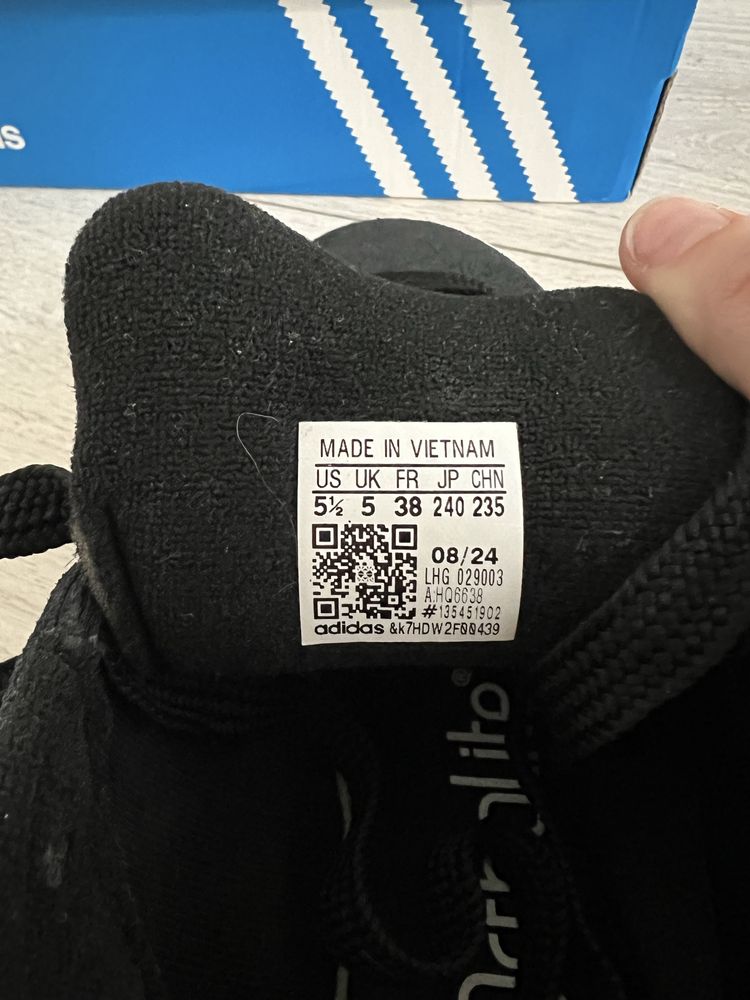 MADE IN VIETNAM
US UK FR JP CHN
5½ 5 38 240 235
08/24
LHG 029003
A:HQ6638
#135451902
adidas &k7HDW2F00439